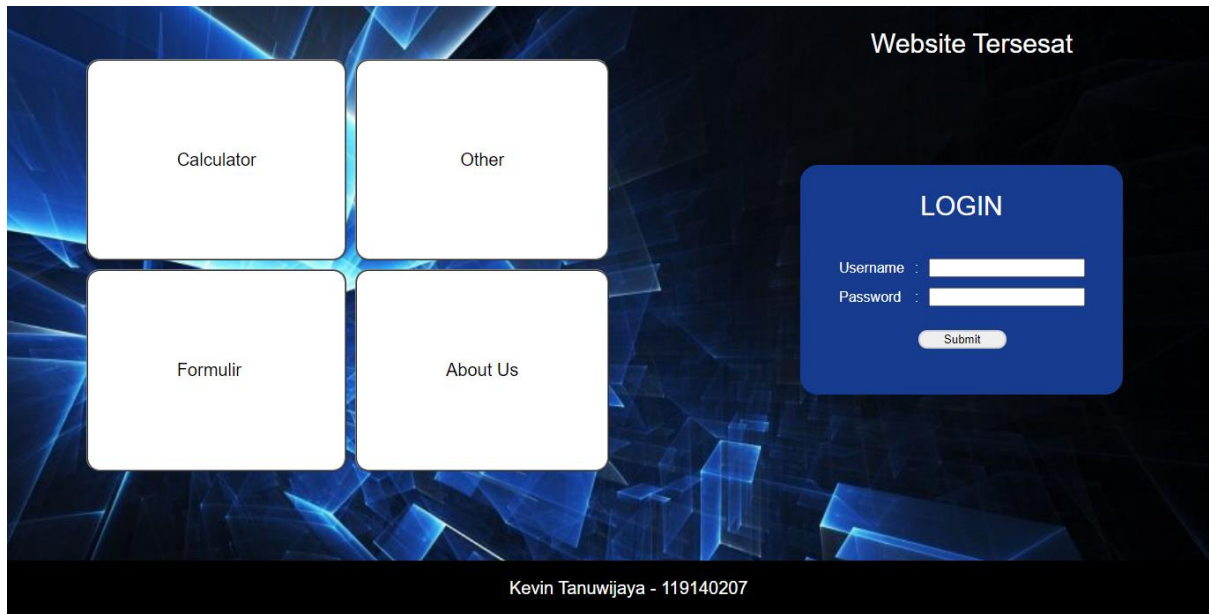 Website Tersesat
Calculator
Other
Formulir
About Us
LOGIN
Username :
Password :
Submit
Kevin Tanuwijaya - 119140207